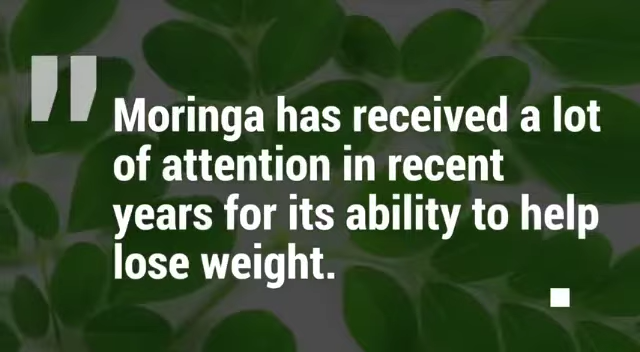 "
Moringa has received a lot
of attention in recent
years for its ability to help
lose weight.